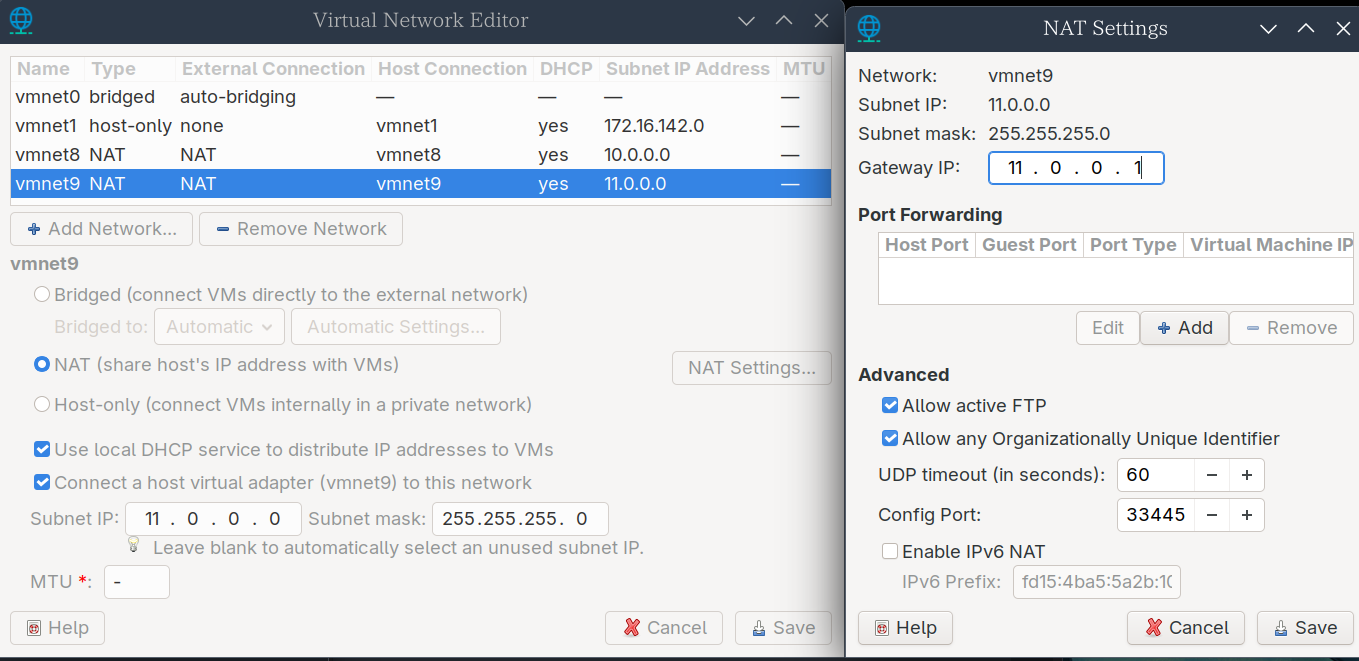 Virtual Network Editor
Name Type External Connection Host Connection DHCP Subnet IP Address MTU
vmnet0 bridged auto-bridging — — — —
vmnet1 host-only none vmnet1 yes 172.16.142.0 —
vmnet8 NAT NAT vmnet8 yes 10.0.0.0 —
vmnet9 NAT NAT vmnet9 yes 11.0.0.0 —
Add Network... Remove Network
vmnet9
Bridged (connect VMs directly to the external network)
Bridged to: Automatic Automatic Settings...
NAT (share host's IP address with VMs) NAT Settings...
Host-only (connect VMs internally in a private network)
Use local DHCP service to distribute IP addresses to VMs
Connect a host virtual adapter (vmnet9) to this network
Subnet IP: 11 . 0 . 0 . 0 Subnet mask: 255.255.255. 0
Leave blank to automatically select an unused subnet IP.
MTU *: -
Help Cancel Save
NAT Settings
Network: vmnet9
Subnet IP: 11.0.0.0
Subnet mask: 255.255.255.0
Gateway IP: 11 . 0 . 0 . 1
Port Forwarding
Host Port Guest Port Port Type Virtual Machine IP
Edit Add Remove
Advanced
Allow active FTP
Allow any Organizationally Unique Identifier
UDP timeout (in seconds): 60 − +
Config Port: 33445 − +
Enable IPv6 NAT
IPv6 Prefix: fd15:4ba5:5a2b:10
Help Cancel Save